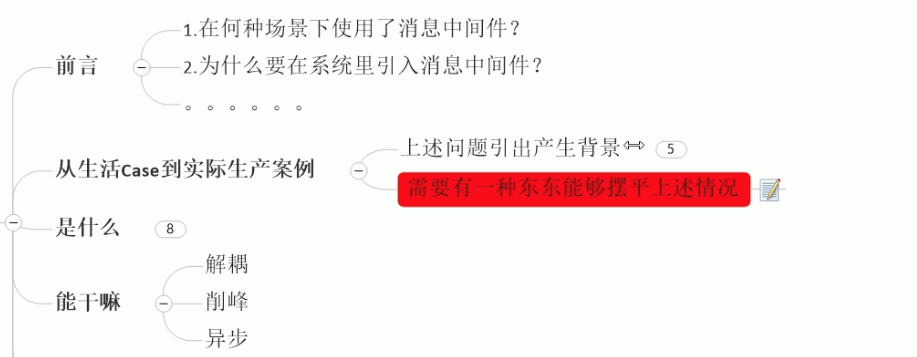 前言
1.在何种场景下使用了消息中间件？
2.为什么要在系统里引入消息中间件？
。。。。。。
从生活Case到实际生产案例
上述问题引出产生背景 5
需要有一种东东能够摆平上述情况
是什么 8
能干嘛
解耦
削峰
异步